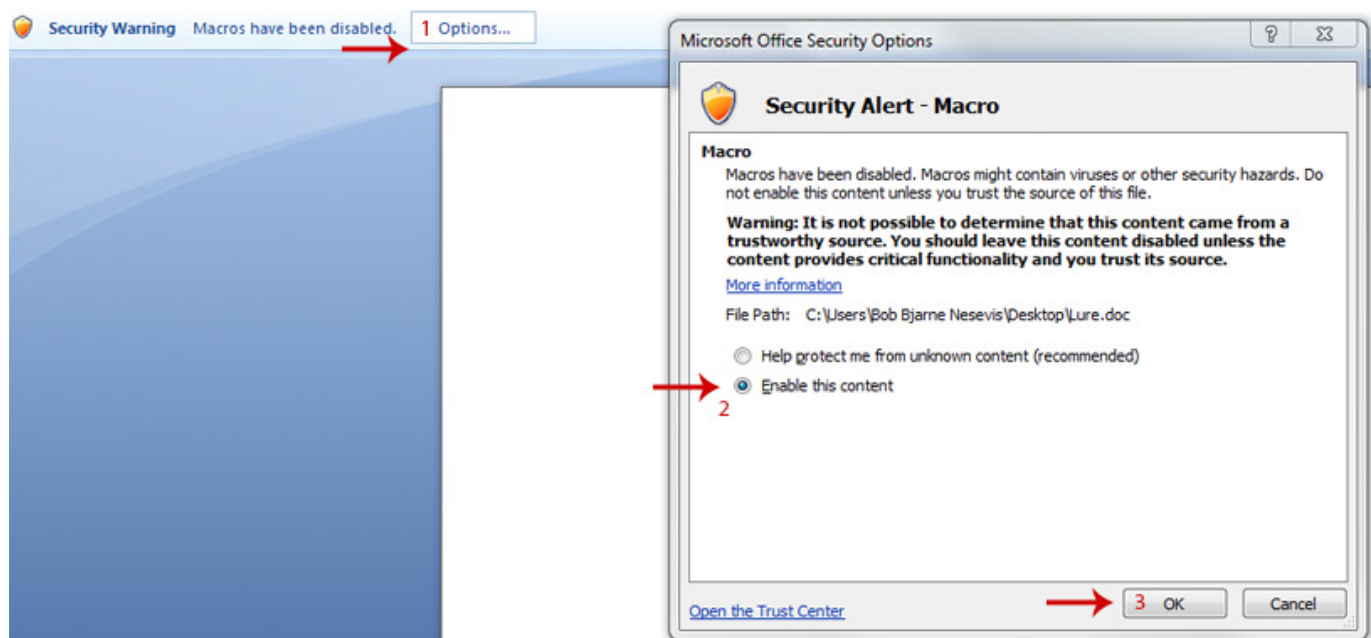 Security Warning Macros have been disabled. 1 Options...
Microsoft Office Security Options
Security Alert - Macro
Macro
Macros have been disabled. Macros might contain viruses or other security hazards. Do
not enable this content unless you trust the source of this file.
Warning: It is not possible to determine that this content came from a
trustworthy source. You should leave this content disabled unless the
content provides critical functionality and you trust its source.
More information
File Path: C:\Users\Bob Bjarne Nesevis\Desktop\Lure.doc
Help protect me from unknown content (recommended)
Enable this content
2
Open the Trust Center
3 OK
Cancel